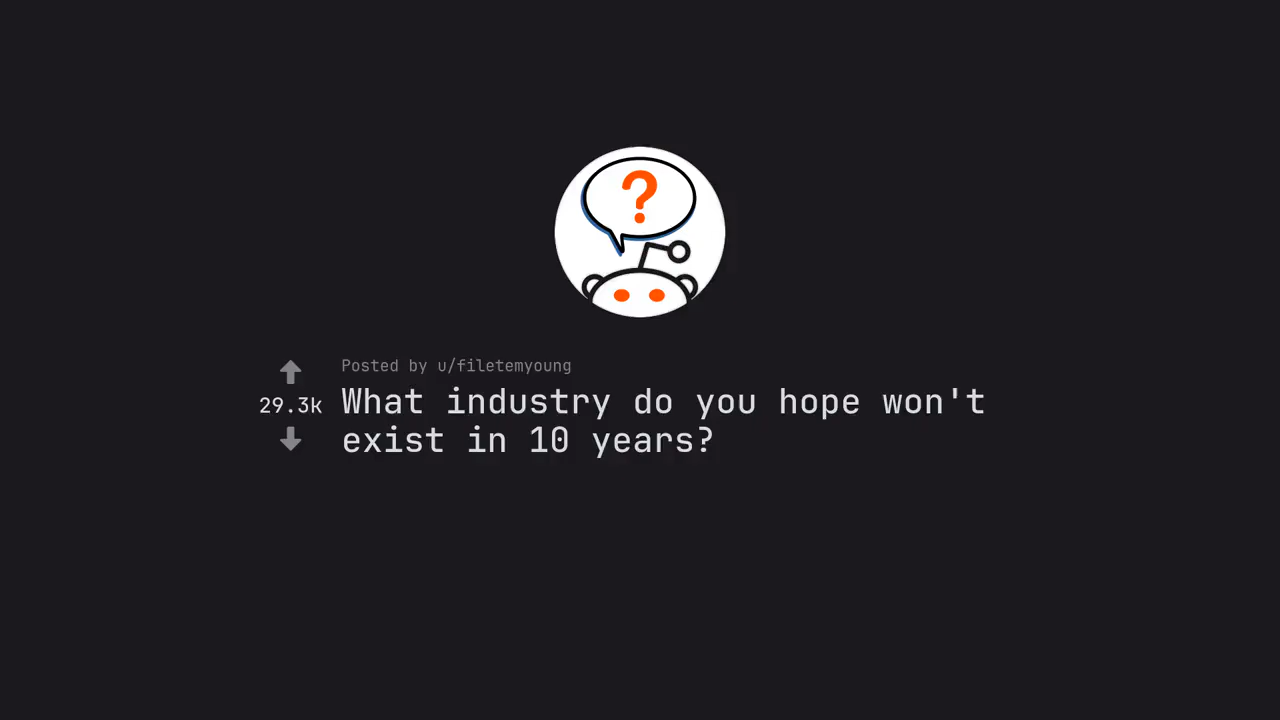 ?
Posted by u/filetemyoung
29.3k
What industry do you hope won't
exist in 10 years?